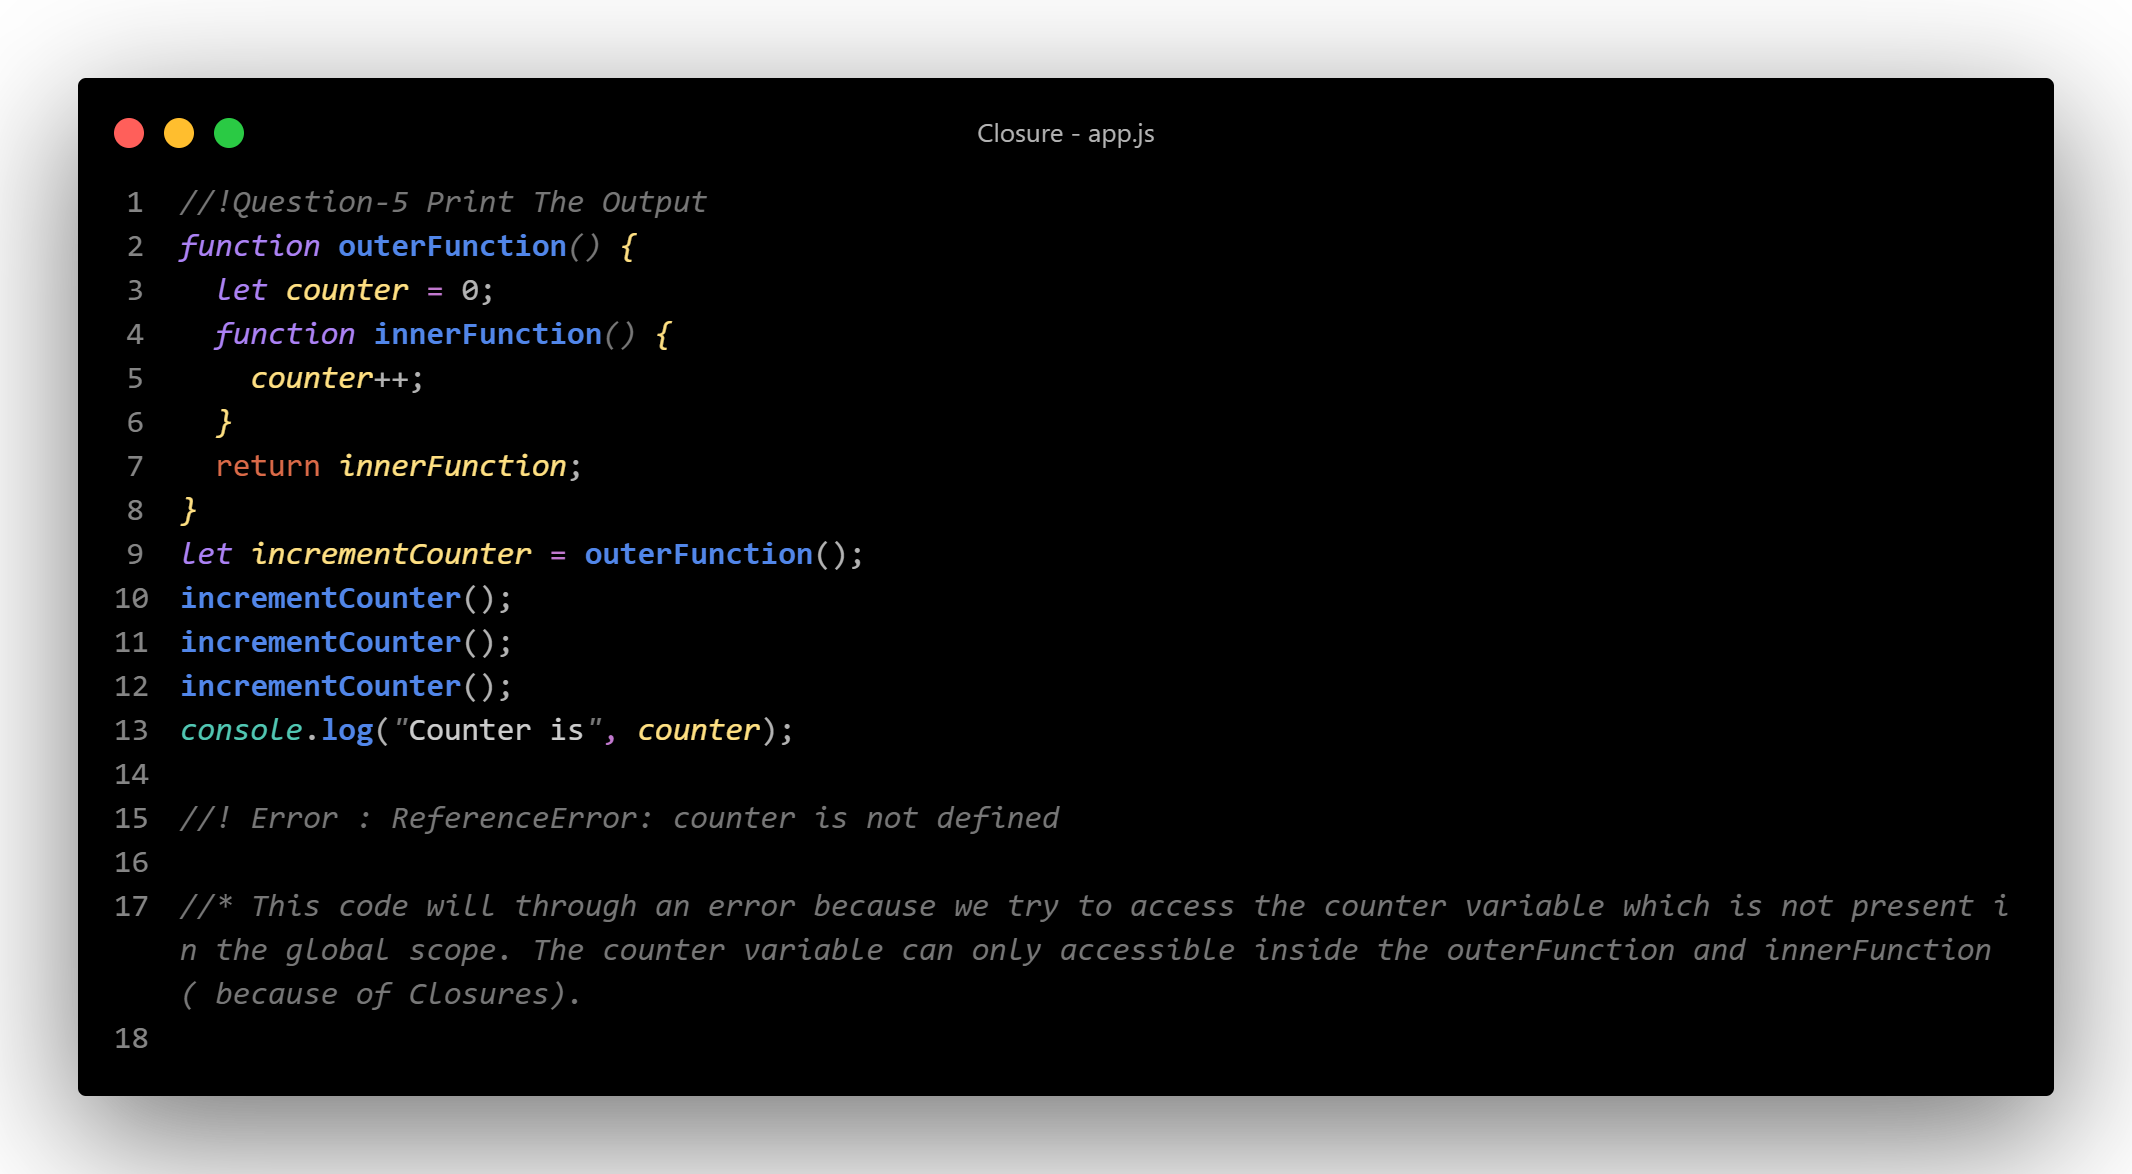 Closure - app.js
1 //!Question-5 Print The Output
2 function outerFunction() {
3   let counter = 0;
4   function innerFunction() {
5     counter++;
6   }
7   return innerFunction;
8 }
9 let incrementCounter = outerFunction();
10 incrementCounter();
11 incrementCounter();
12 incrementCounter();
13 console.log("Counter is", counter);
14
15 //! Error : ReferenceError: counter is not defined
16
17 //* This code will through an error because we try to access the counter variable which is not present i
n the global scope. The counter variable can only accessible inside the outerFunction and innerFunction
( because of Closures).
18